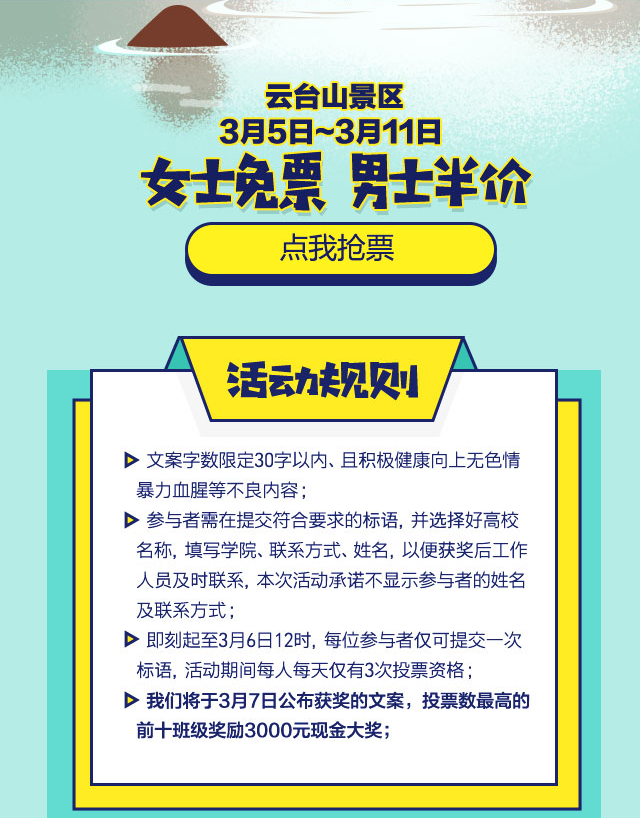 云台山景区
3月5日~3月11日
女士免票 男士半价
点我抢票
活动规则
文案字数限定30字以内、且积极健康向上无色情
暴力血腥等不良内容；
参与者需在提交符合要求的标语, 并选择好高校
名称, 填写学院、联系方式、姓名, 以便获奖后工作
人员及时联系, 本次活动承诺不显示参与者的姓名
及联系方式；
即刻起至3月6日12时, 每位参与者仅可提交一次
标语, 活动期间每人每天仅有3次投票资格；
我们将于3月7日公布获奖的文案，投票数最高的
前十班级奖励3000元现金大奖；